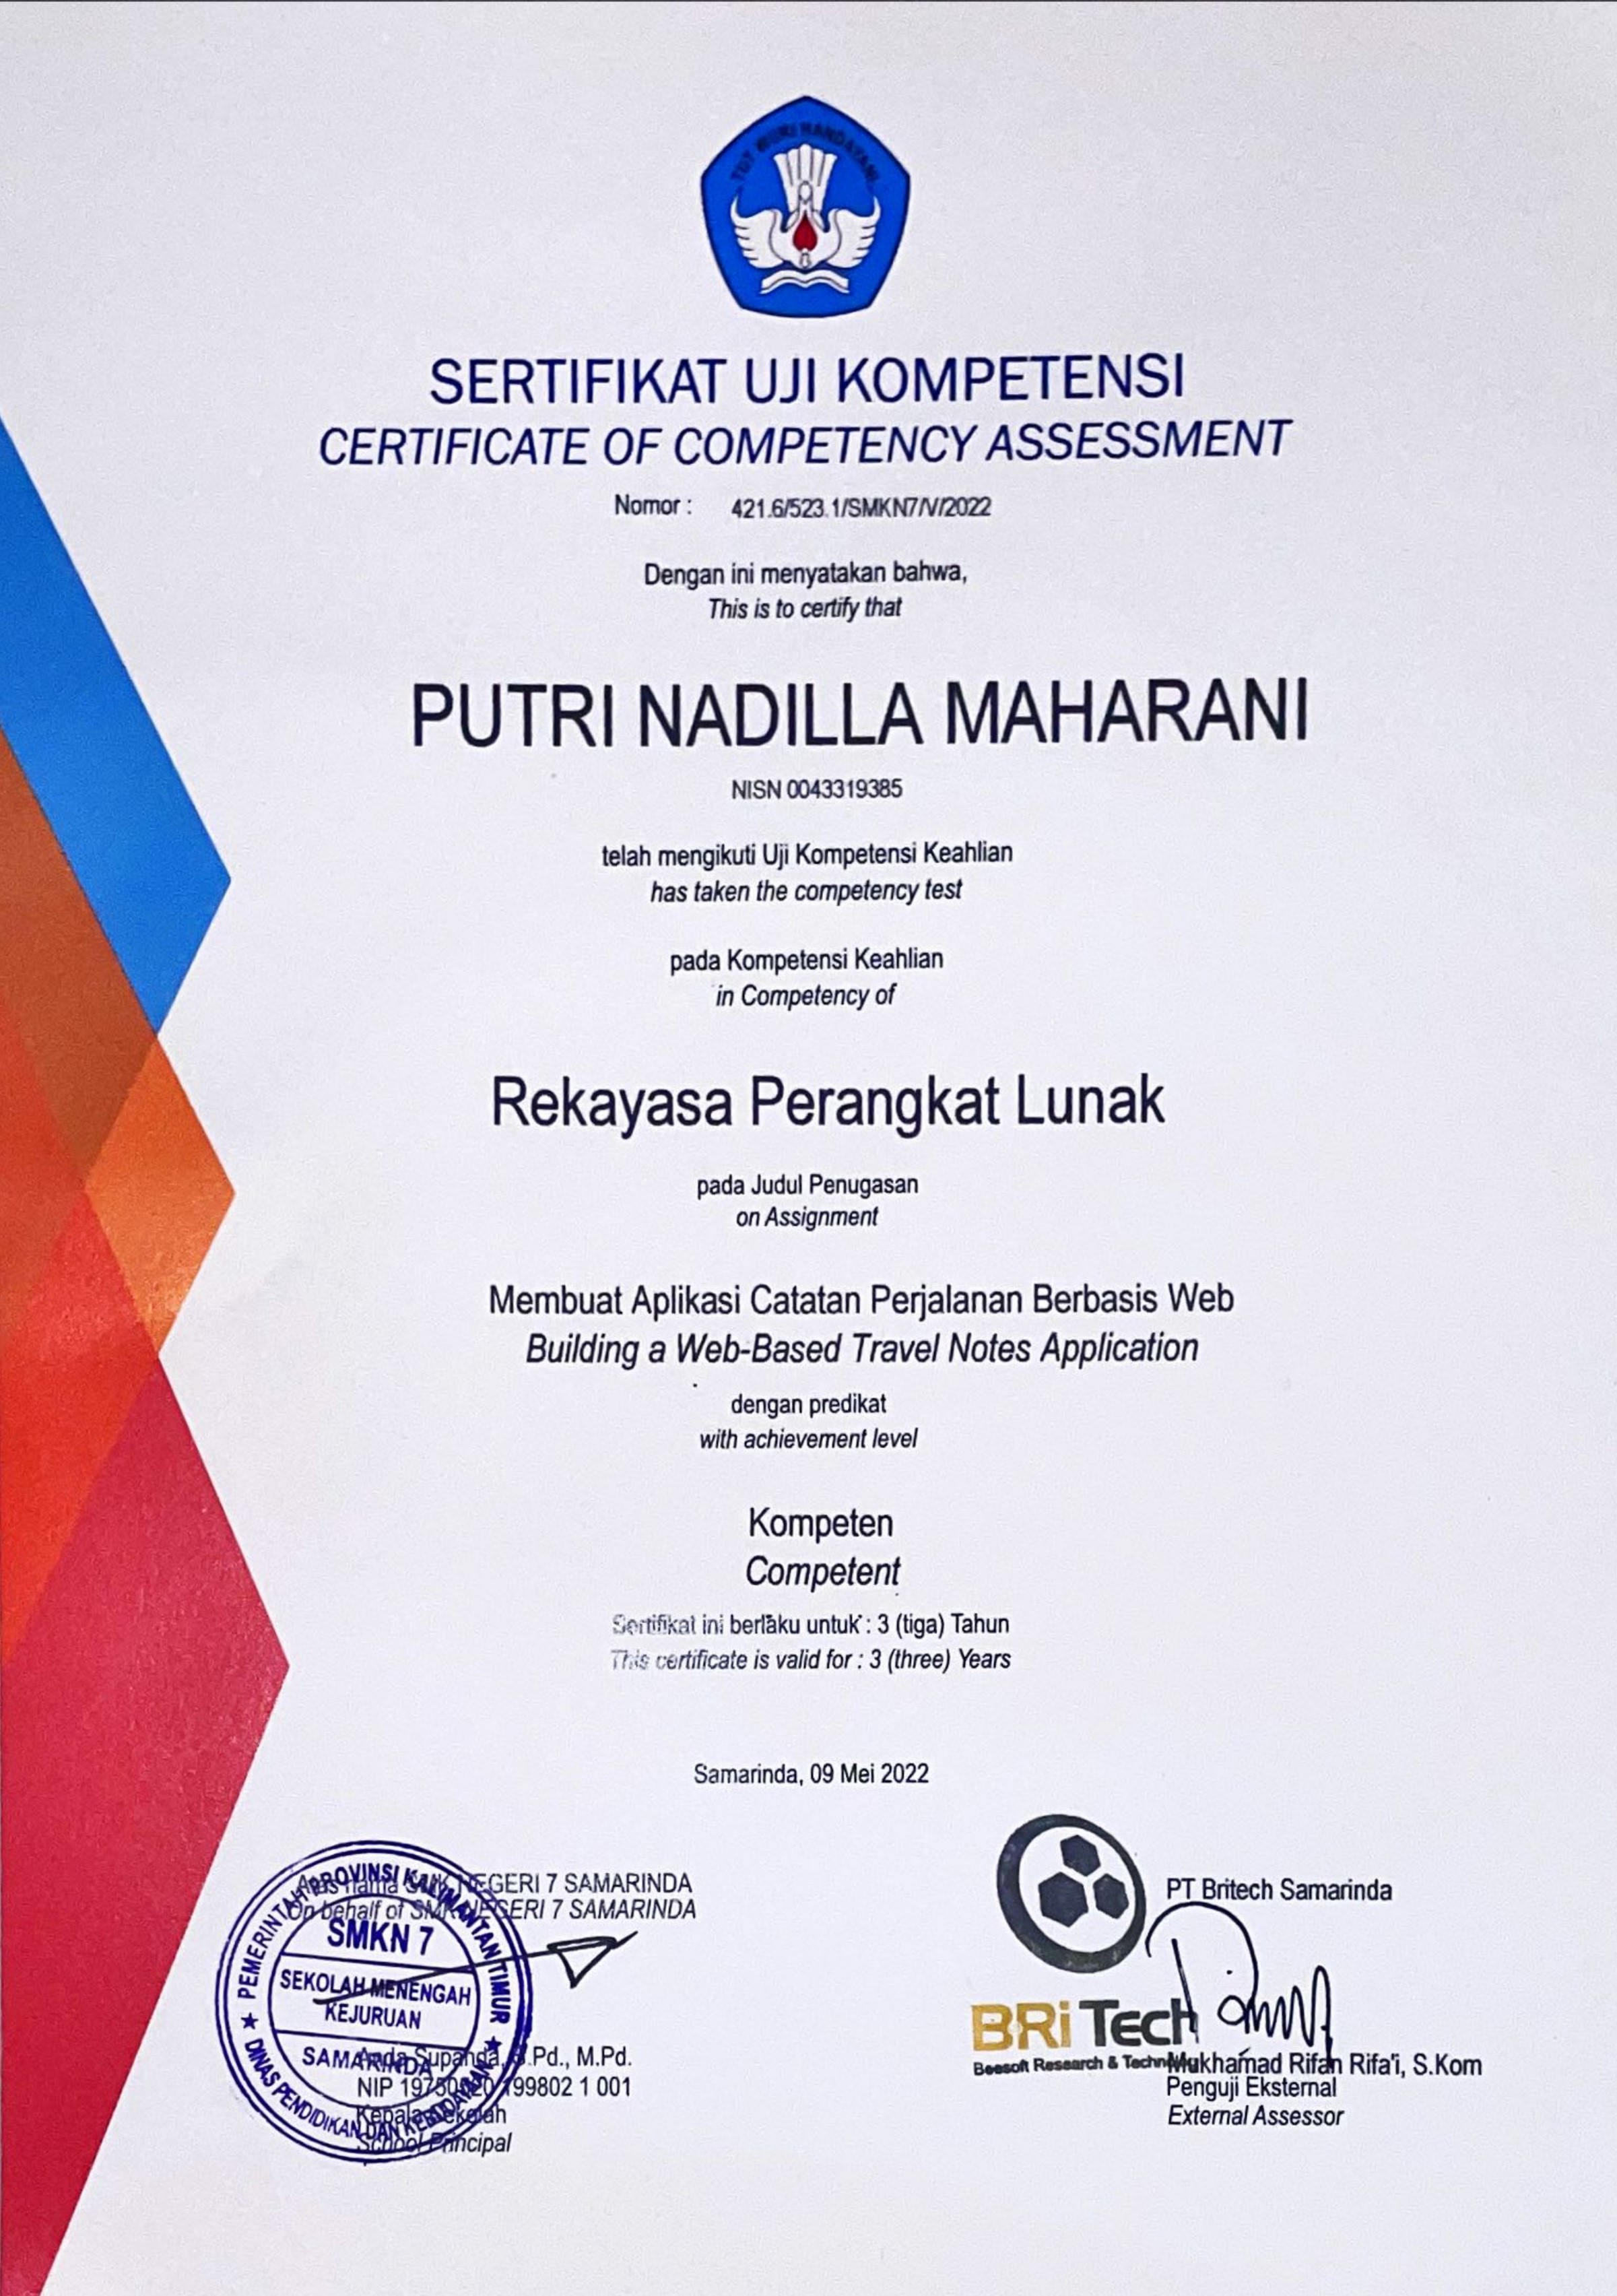 TUT WURI HANDAYANI
SERTIFIKAT UJI KOMPETENSI
CERTIFICATE OF COMPETENCY ASSESSMENT
Nomor : 421.6/523.1/SMKN7/V/2022
Dengan ini menyatakan bahwa,
This is to certify that
PUTRI NADILLA MAHARANI
NISN 0043319385
telah mengikuti Uji Kompetensi Keahlian
has taken the competency test
pada Kompetensi Keahlian
in Competency of
Rekayasa Perangkat Lunak
pada Judul Penugasan
on Assignment
Membuat Aplikasi Catatan Perjalanan Berbasis Web
Building a Web-Based Travel Notes Application
dengan predikat
with achievement level
Kompeten
Competent
Sertifikat ini berlaku untuk : 3 (tiga) Tahun
This certificate is valid for : 3 (three) Years
Samarinda, 09 Mei 2022
Atas nama SMK NEGERI 7 SAMARINDA
On behalf of SMK NEGERI 7 SAMARINDA
PEMERINTAH PROVINSI KALIMANTAN TIMUR
SMKN 7
SEKOLAH MENENGAH
KEJURUAN
SAMARINDA
DINAS PENDIDIKAN DAN KEBUDAYAAN
Supanda, S.Pd., M.Pd.
NIP 199802 1 001
Kepala Sekolah
School Principal
PT Britech Samarinda
BRiTech
Beesoft Research &
Mukhamad Rifan Rifa'i, S.Kom
Penguji Eksternal
External Assessor